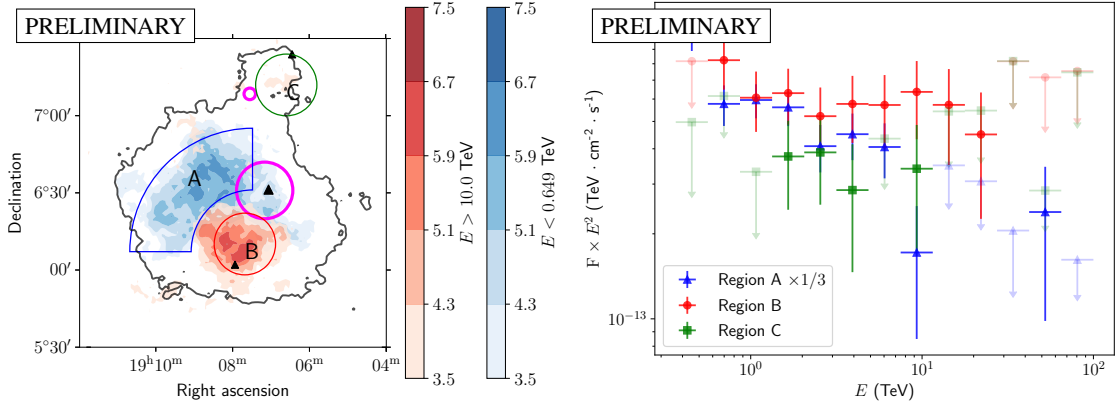 PRELIMINARY
7°00′
6°30′
00′
5°30′
Declination
19ʰ10ᵐ
08ᵐ
06ᵐ
04ᵐ
Right ascension
A
B
C
7.5
6.7
5.9
5.1
4.3
3.5
E > 10.0 TeV
7.5
6.7
5.9
5.1
4.3
3.5
E < 0.649 TeV
PRELIMINARY
F × E² (TeV · cm⁻² · s⁻¹)
10⁻¹³
Region A ×1/3
Region B
Region C
10⁰
10¹
10²
E (TeV)